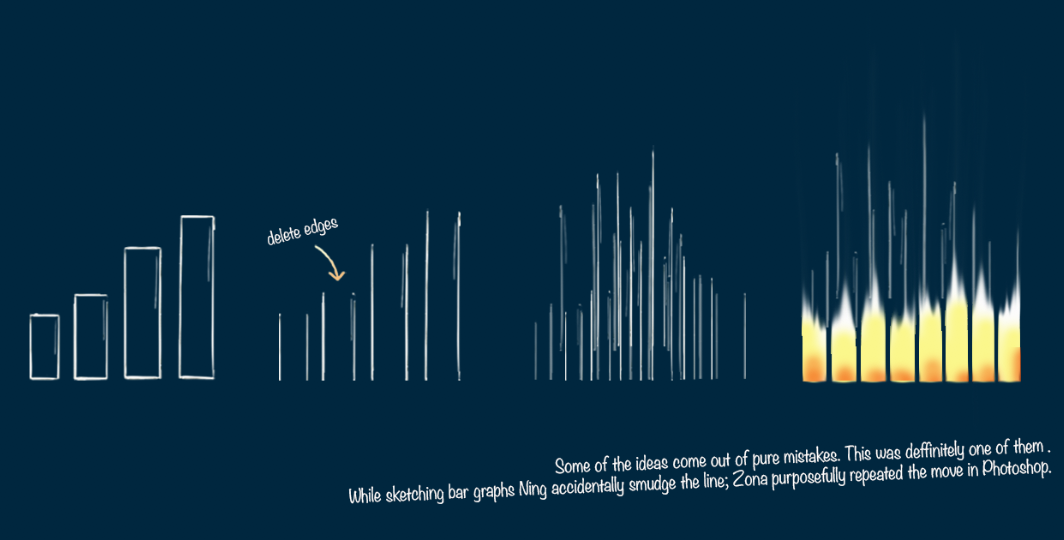 delete edges
Some of the ideas come out of pure mistakes. This was deffinitely one of them .
While sketching bar graphs Ning accidentally smudge the line; Zona purposefully repeated the move in Photoshop.